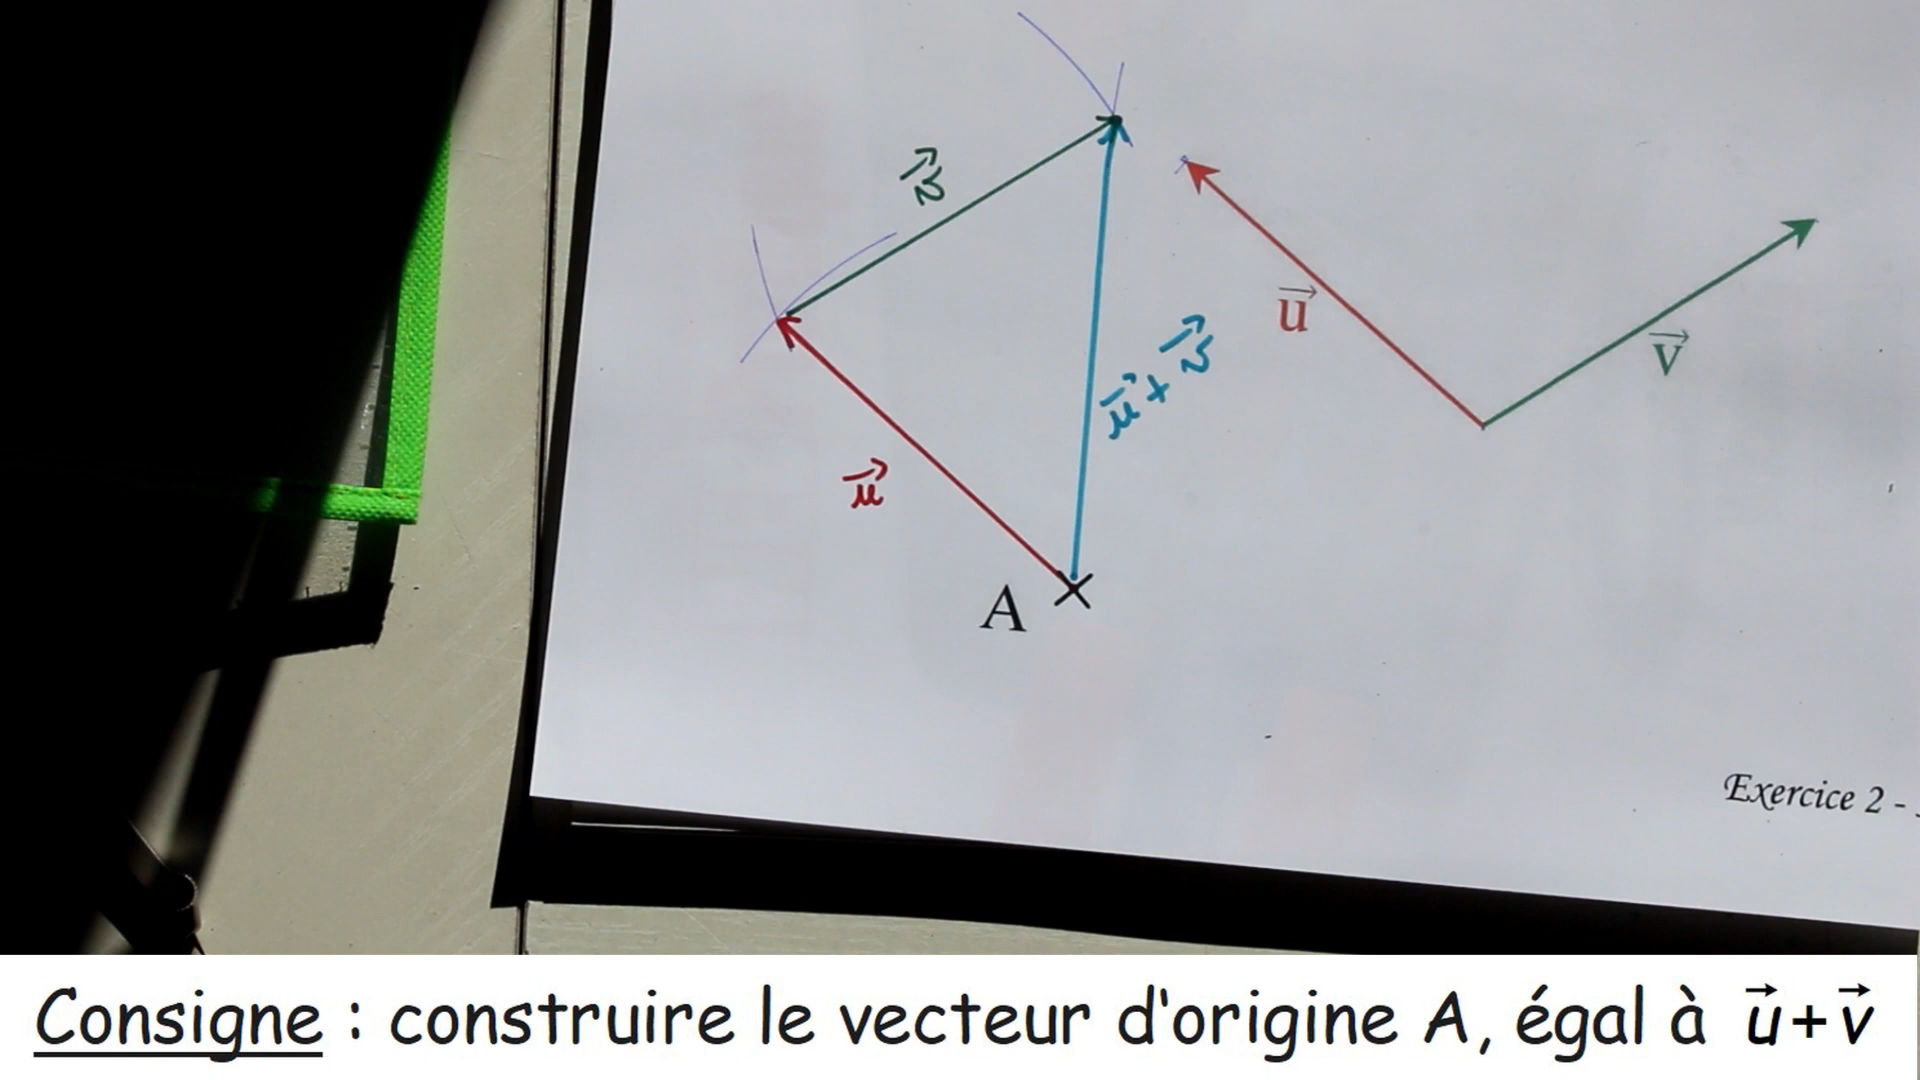 v⃗
u⃗
v⃗
u⃗ + v⃗
u⃗
A
Exercice 2 -
Consigne : construire le vecteur d'origine A, égal à u⃗+v⃗